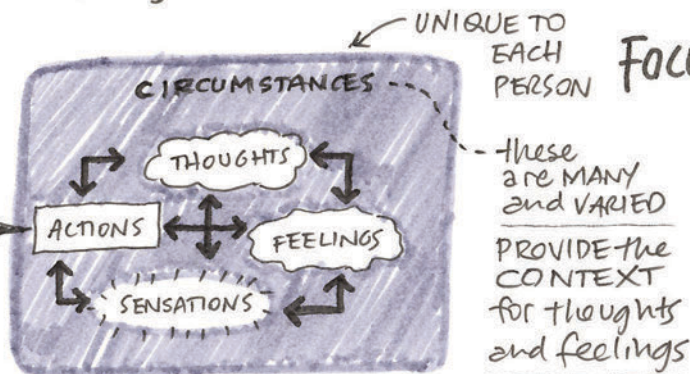 UNIQUE TO
EACH
PERSON
CIRCUMSTANCES
THOUGHTS
ACTIONS
FEELINGS
SENSATIONS
these
are MANY
and VARIED
PROVIDE the
CONTEXT
for thoughts
and feelings